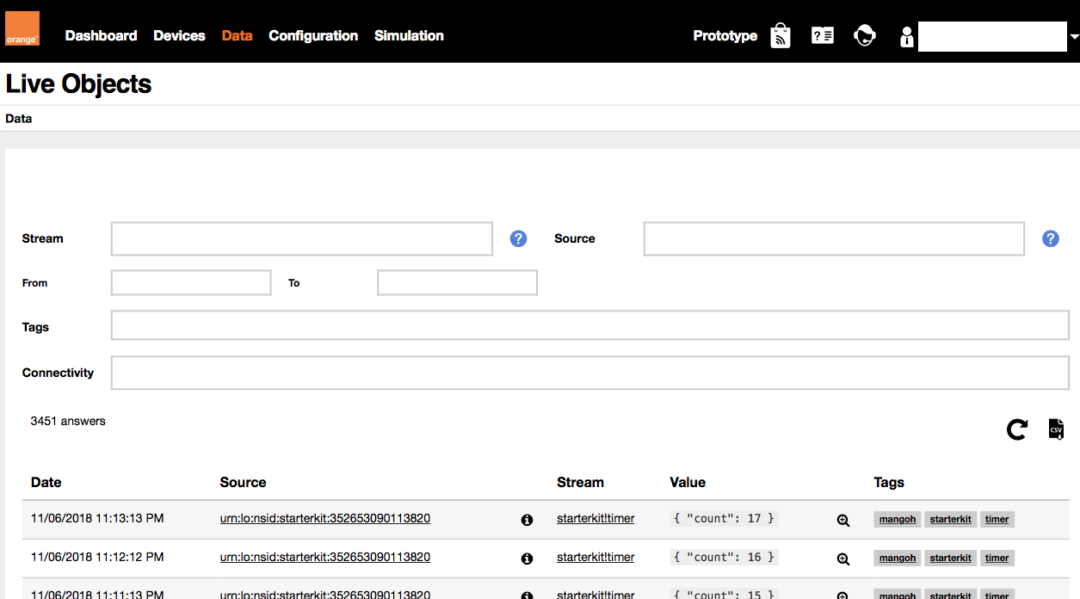 orange™
Dashboard Devices Data Configuration Simulation Prototype
Live Objects
Data
Stream ? Source ?
From To
Tags
Connectivity
3451 answers
CSV
Date Source Stream Value Tags
11/06/2018 11:13:13 PM urn:lo:nsid:starterkit:352653090113820 starterkit!timer { "count": 17 } mangoh starterkit timer
11/06/2018 11:12:12 PM urn:lo:nsid:starterkit:352653090113820 starterkit!timer { "count": 16 } mangoh starterkit timer
11/06/2018 11:11:13 PM urn:lo:nsid:starterkit:352653090113820 starterkit!timer { "count": 15 } mangoh starterkit timer